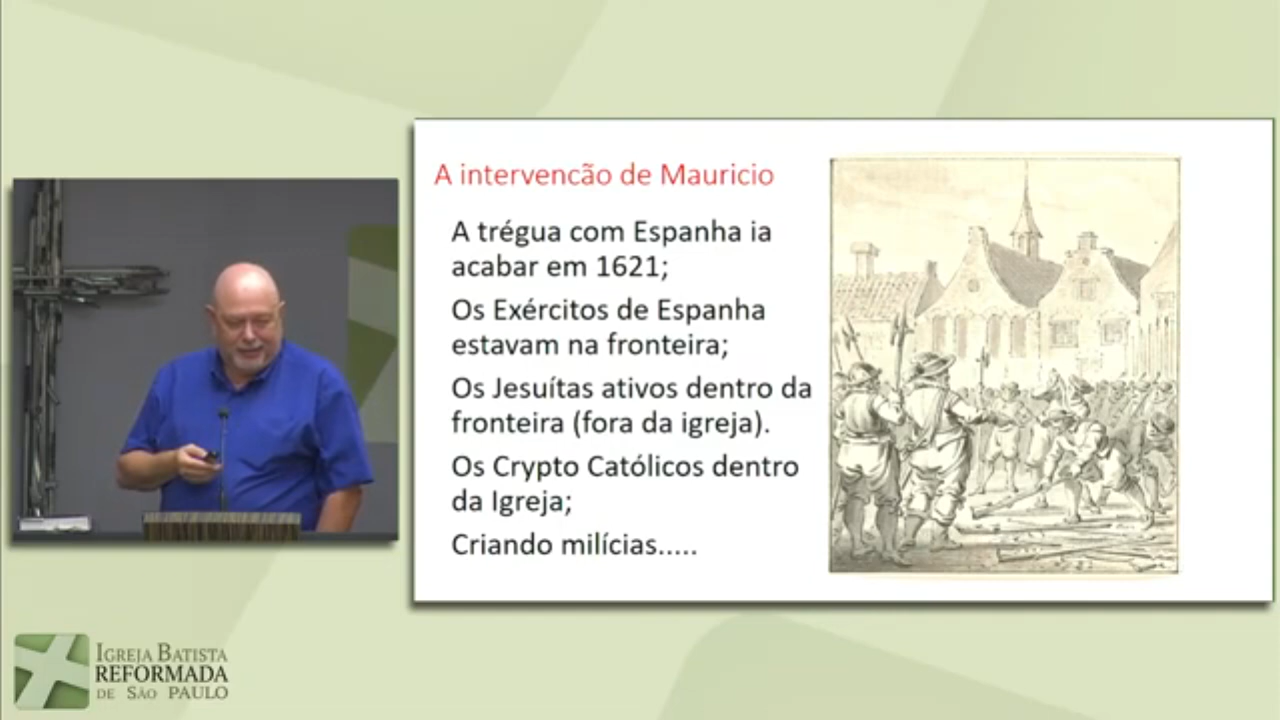 A intervencão de Mauricio
A trégua com Espanha ia
acabar em 1621;
Os Exércitos de Espanha
estavam na fronteira;
Os Jesuítas ativos dentro da
fronteira (fora da igreja).
Os Crypto Católicos dentro
da Igreja;
Criando milícias.....
IGREJA BATISTA
REFORMADA
DE SÃO PAULO